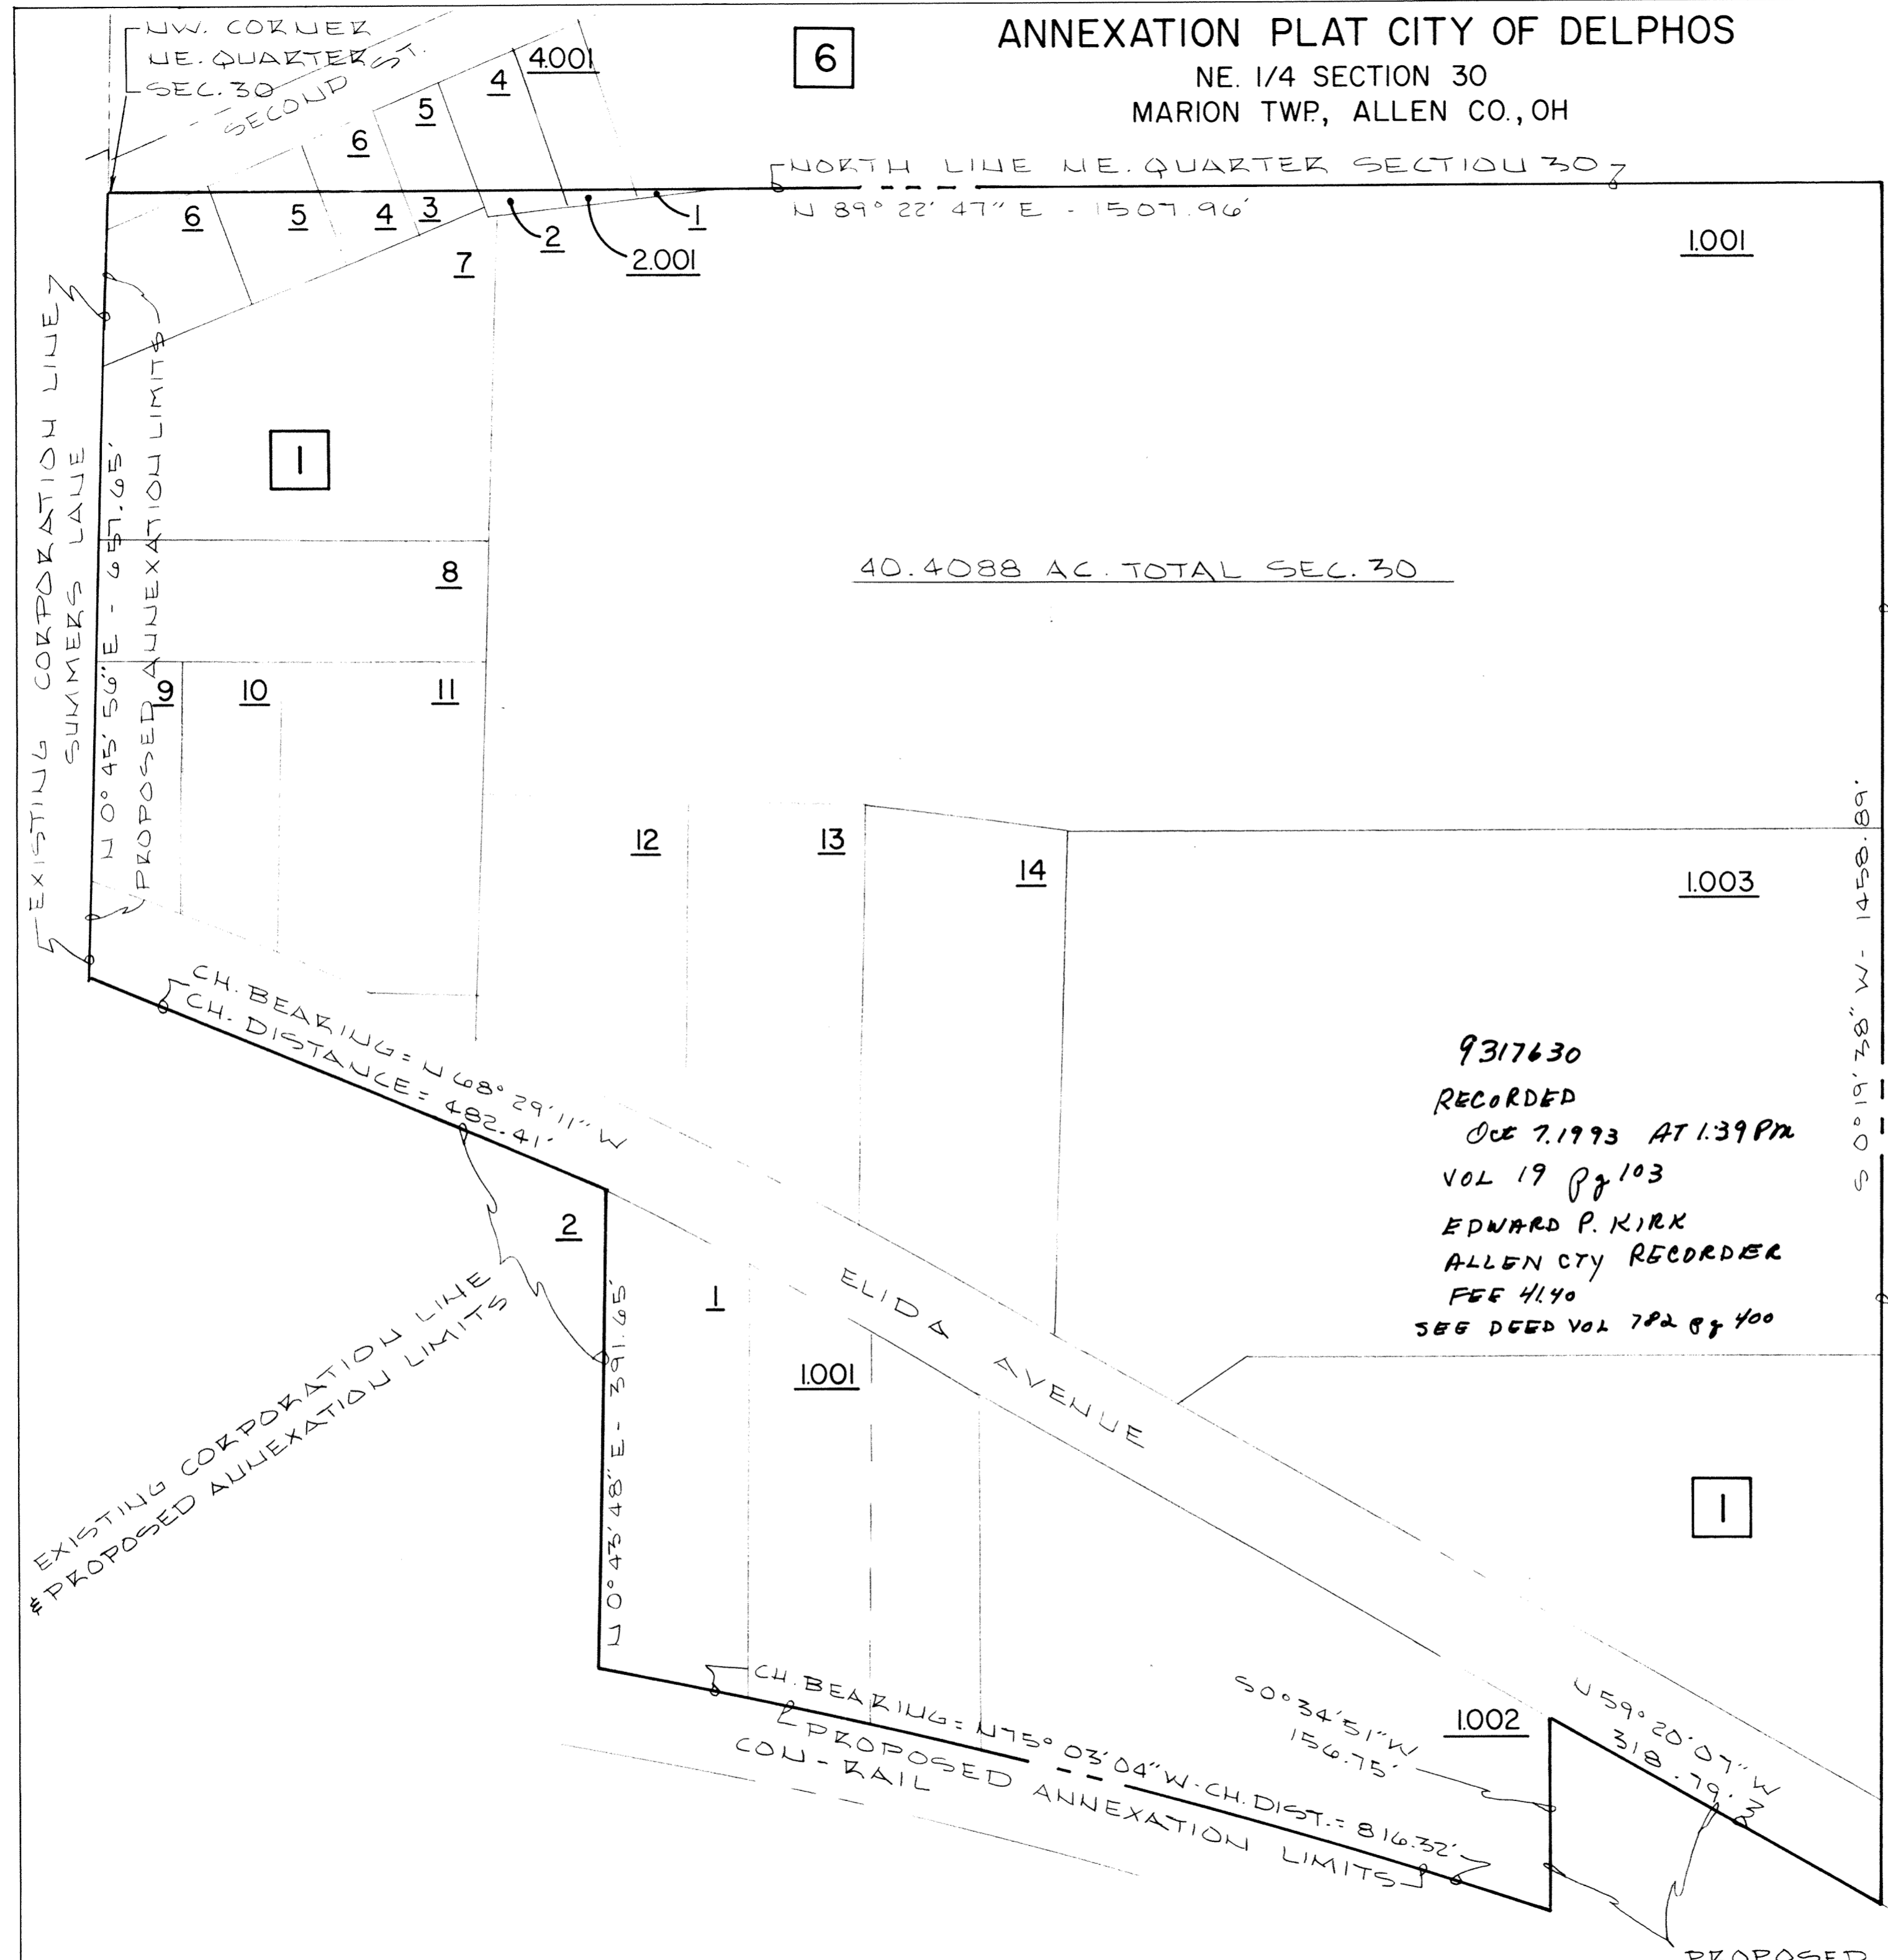 ANNEXATION PLAT CITY OF DELPHOS
NE. 1/4 SECTION 30
MARION TWP., ALLEN CO., OH
6
NW. CORNER
NE. QUARTER
SEC. 30
SECOND ST.
4.001
4
5
6
NORTH LINE NE. QUARTER SECTION 30
N 89° 22' 47" E - 1507.96'
6
5
4
3
2
2.001
1
7
1.001
EXISTING CORPORATION LINE
SUMMERS LANE
N 0° 45' 56" E - 657.65'
PROPOSED ANNEXATION LIMITS
1
8
40.4088 AC. TOTAL SEC. 30
9
10
11
12
13
14
1.003
S 0° 19' 38" W - 1458.89'
CH. BEARING = N 68° 29' 11" W
CH. DISTANCE = 482.41'
9317630
RECORDED
Oct 7, 1993 AT 1:39 PM
VOL 19 Pg 103
EDWARD P. KIRK
ALLEN CTY RECORDER
FEE 41.40
SEE DEED VOL 782 pg 400
2
1
1.001
ELIDA AVENUE
EXISTING CORPORATION LINE
& PROPOSED ANNEXATION LIMITS
N 0° 43' 48" E - 391.65'
1
CH. BEARING = N 75° 03' 04" W - CH. DIST. = 816.32'
PROPOSED ANNEXATION LIMITS
CON-RAIL
S 0° 34' 51" W
156.75'
1.002
N 59° 20' 07" W
318.79'
PROPOSED